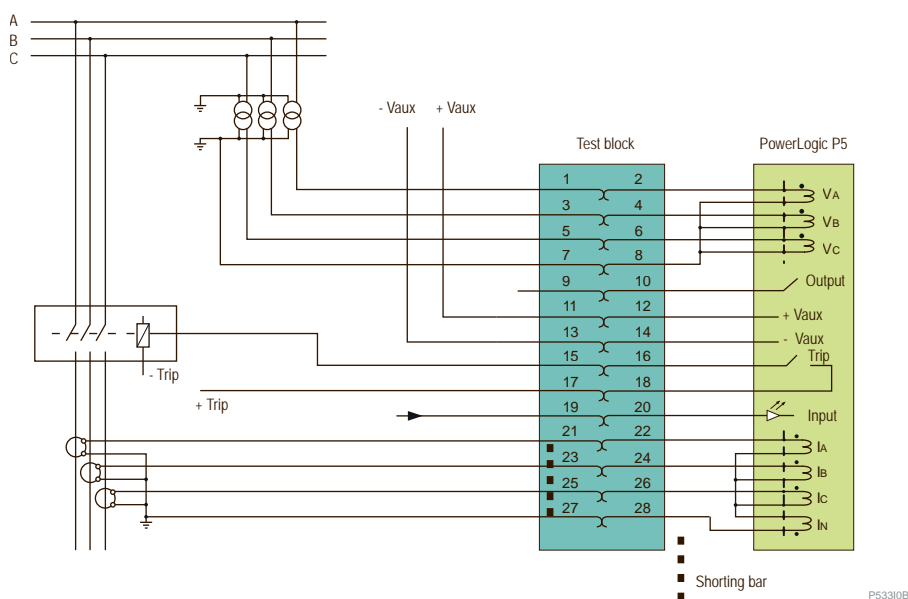 A
B
C
- Vaux + Vaux
Test block
PowerLogic P5
1 2
3 4
5 6
7 8
9 10
11 12
13 14
15 16
17 18
19 20
21 22
23 24
25 26
27 28
VA
VB
VC
Output
+ Vaux
- Vaux
Trip
Input
IA
IB
IC
IN
- Trip
+ Trip
Shorting bar
P533I0B